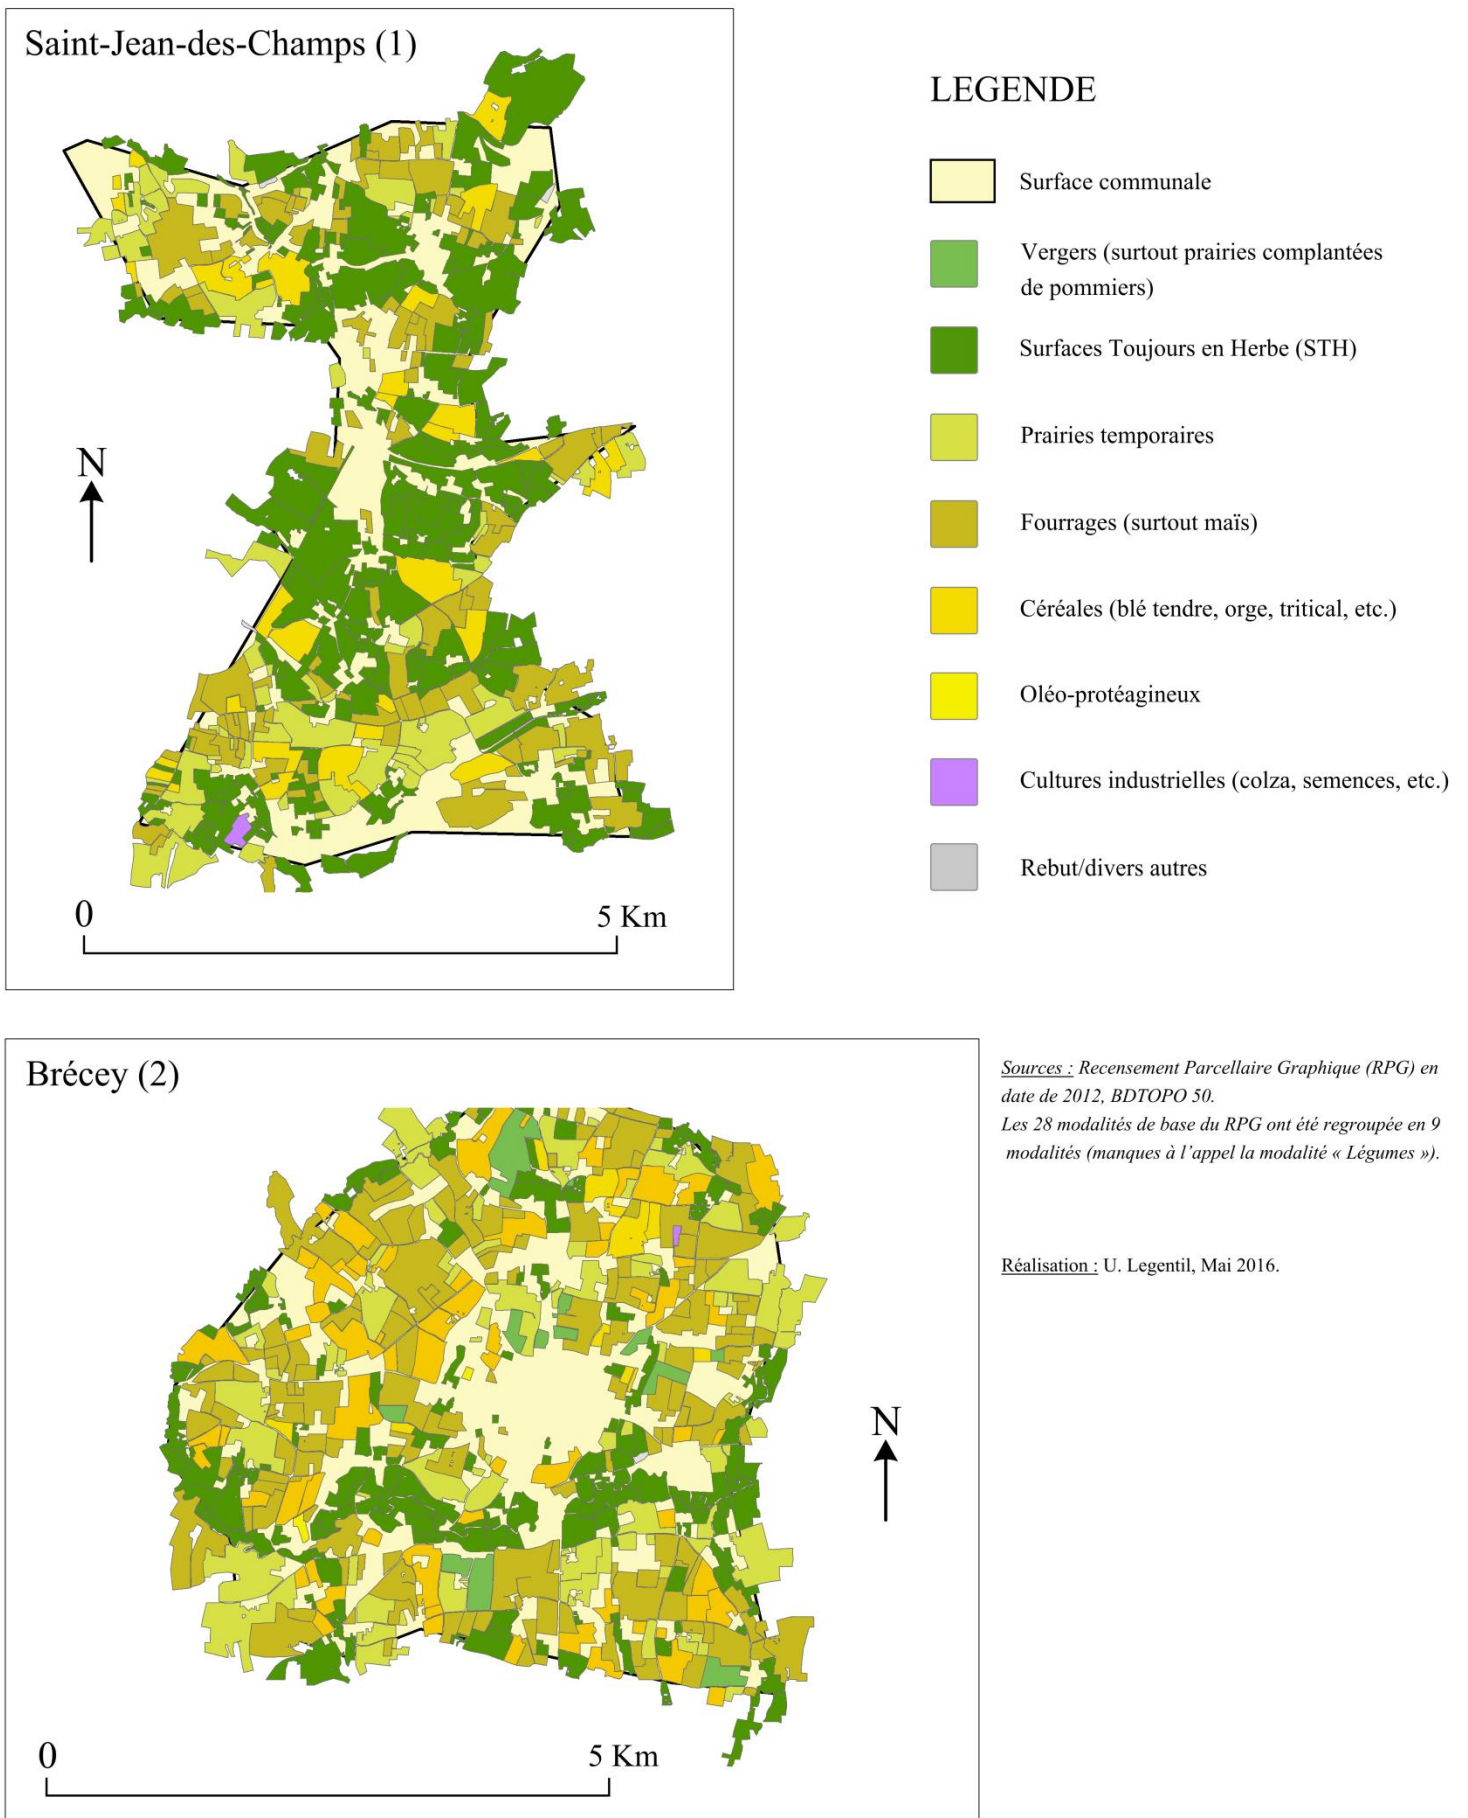 Saint-Jean-des-Champs (1)
N
0
5 Km
LEGENDE
Surface communale
Vergers (surtout prairies complantées
de pommiers)
Surfaces Toujours en Herbe (STH)
Prairies temporaires
Fourrages (surtout maïs)
Céréales (blé tendre, orge, tritical, etc.)
Oléo-protéagineux
Cultures industrielles (colza, semences, etc.)
Rebut/divers autres
Brécey (2)
N
0
5 Km
Sources : Recensement Parcellaire Graphique (RPG) en
date de 2012, BDTOPO 50.
Les 28 modalités de base du RPG ont été regroupée en 9
modalités (manques à l’appel la modalité « Légumes »).
Réalisation : U. Legentil, Mai 2016.